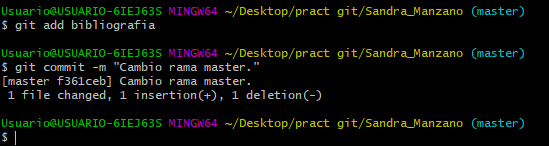 Usuario@USUARIO-6IEJ63S MINGW64 ~/Desktop/pract git/Sandra_Manzano (master)
$ git add bibliografia
Usuario@USUARIO-6IEJ63S MINGW64 ~/Desktop/pract git/Sandra_Manzano (master)
$ git commit -m "Cambio rama master."
[master f361ceb] Cambio rama master.
1 file changed, 1 insertion(+), 1 deletion(-)
Usuario@USUARIO-6IEJ63S MINGW64 ~/Desktop/pract git/Sandra_Manzano (master)
$